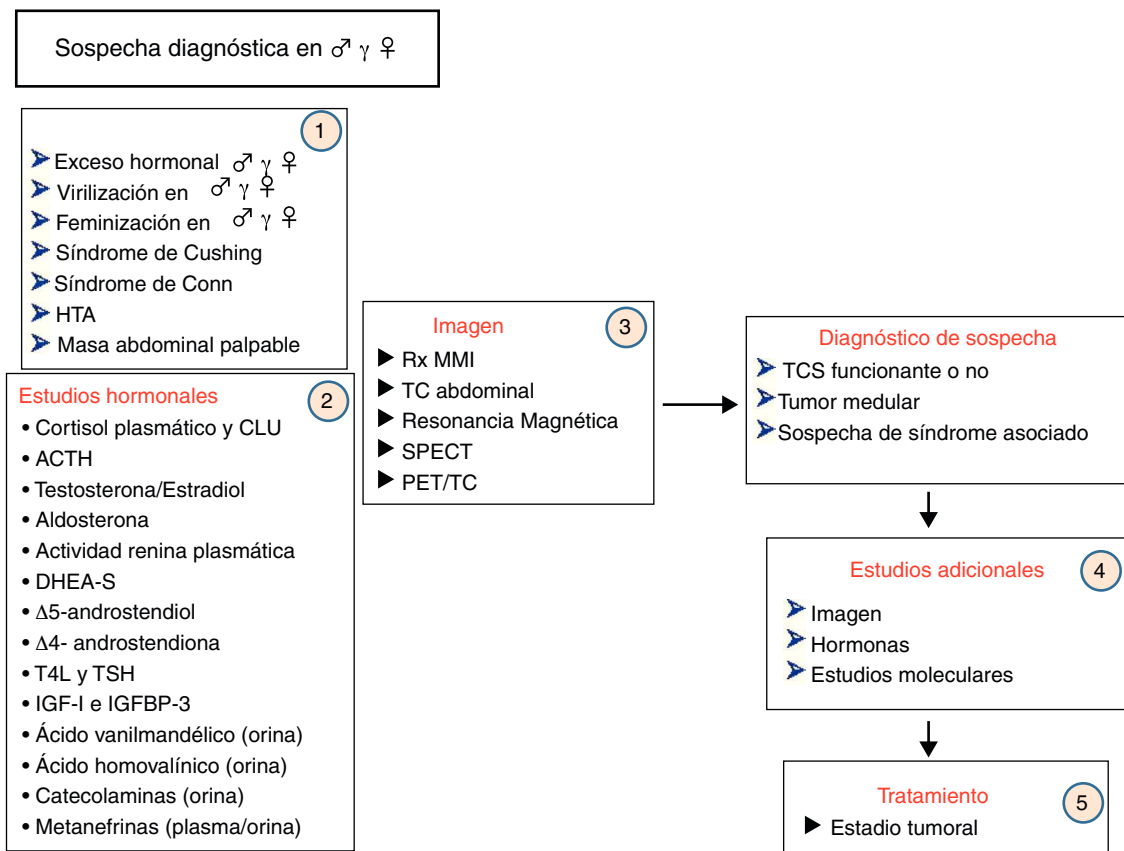 Sospecha diagnóstica en ♂ γ ♀
1
Exceso hormonal ♂ γ ♀
Virilización en ♂ γ ♀
Feminización en ♂ γ ♀
Síndrome de Cushing
Síndrome de Conn
HTA
Masa abdominal palpable
Estudios hormonales
2
• Cortisol plasmático y CLU
• ACTH
• Testosterona/Estradiol
• Aldosterona
• Actividad renina plasmática
• DHEA-S
• Δ5-androstendiol
• Δ4- androstendiona
• T4L y TSH
• IGF-I e IGFBP-3
• Ácido vanilmandélico (orina)
• Ácido homovalínico (orina)
• Catecolaminas (orina)
• Metanefrinas (plasma/orina)
Imagen
3
Rx MMI
TC abdominal
Resonancia Magnética
SPECT
PET/TC
Diagnóstico de sospecha
TCS funcionante o no
Tumor medular
Sospecha de síndrome asociado
Estudios adicionales
4
Imagen
Hormonas
Estudios moleculares
Tratamiento
5
Estadio tumoral